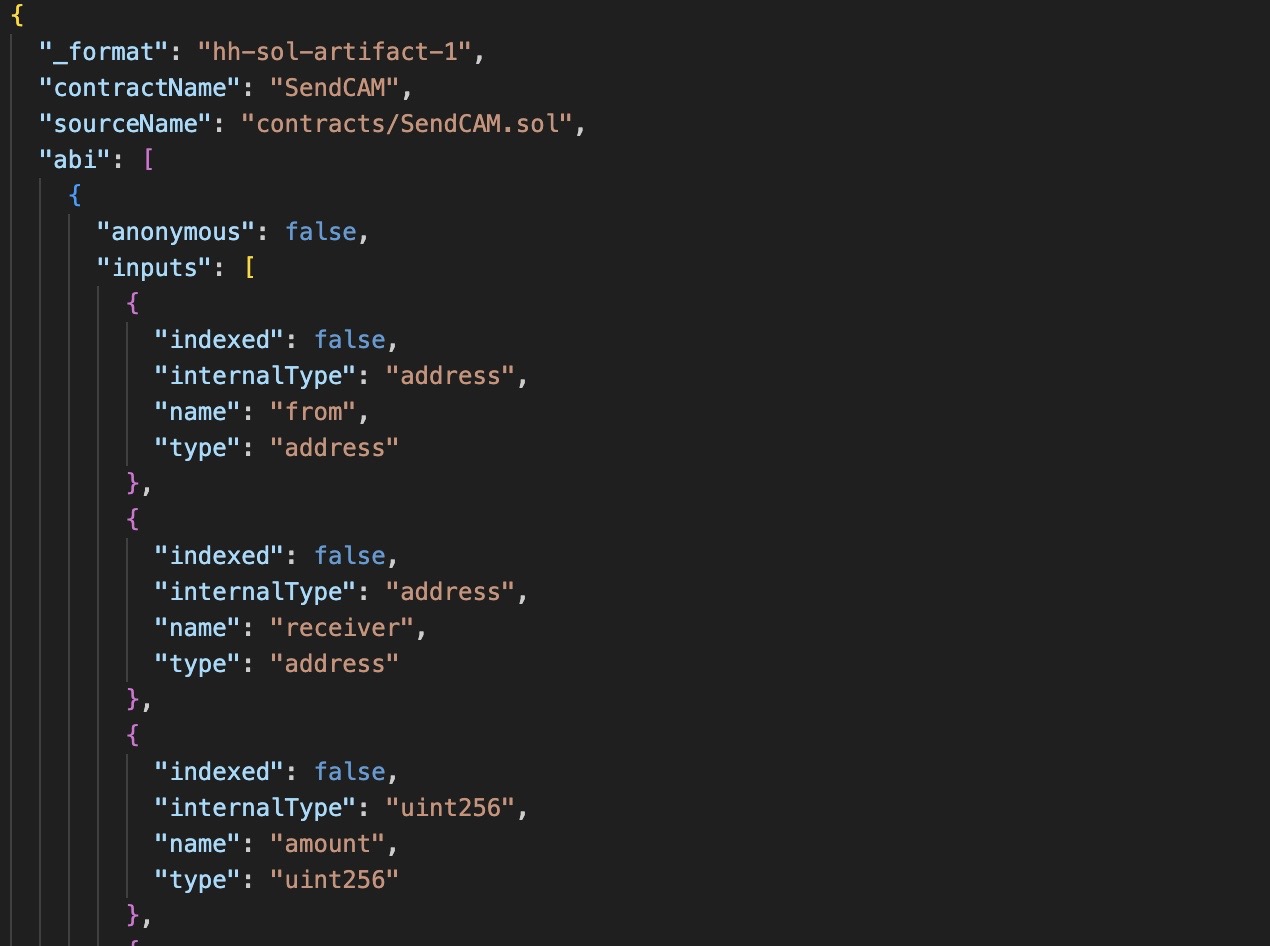 {
  "_format": "hh-sol-artifact-1",
  "contractName": "SendCAM",
  "sourceName": "contracts/SendCAM.sol",
  "abi": [
    {
      "anonymous": false,
      "inputs": [
        {
          "indexed": false,
          "internalType": "address",
          "name": "from",
          "type": "address"
        },
        {
          "indexed": false,
          "internalType": "address",
          "name": "receiver",
          "type": "address"
        },
        {
          "indexed": false,
          "internalType": "uint256",
          "name": "amount",
          "type": "uint256"
        },
        {